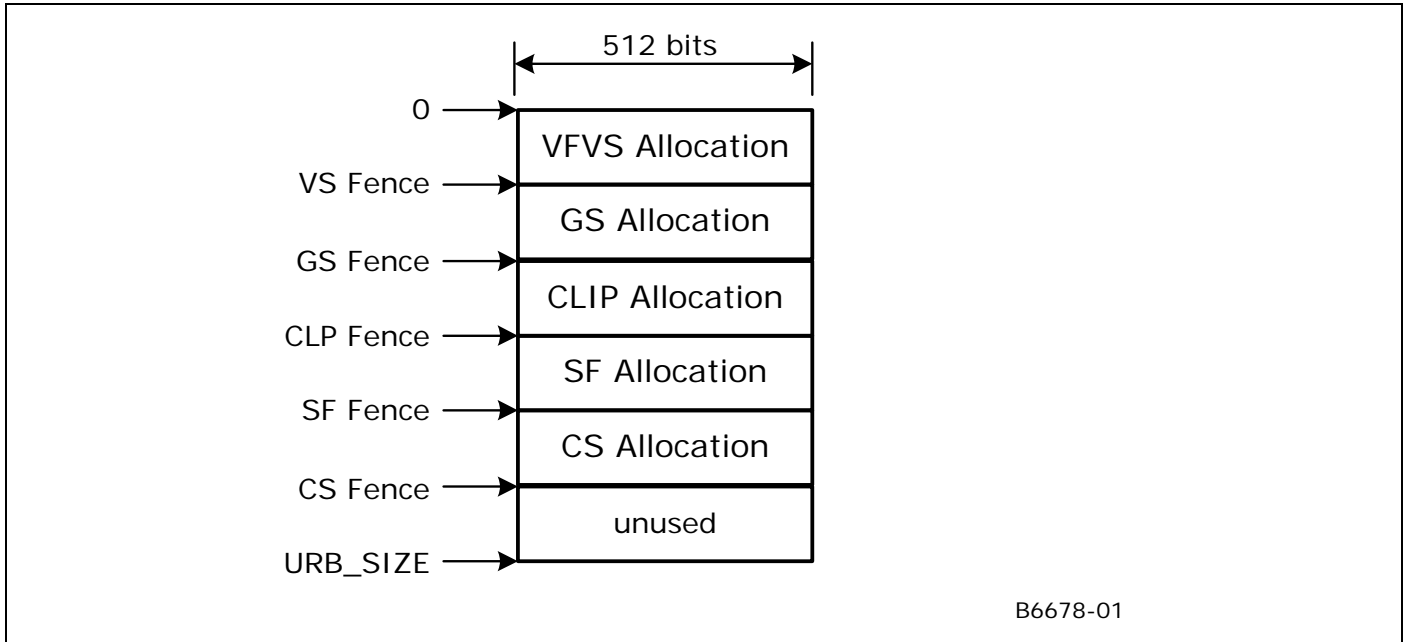 512 bits
0
VFVS Allocation
VS Fence
GS Allocation
GS Fence
CLIP Allocation
CLP Fence
SF Allocation
SF Fence
CS Allocation
CS Fence
unused
URB_SIZE
B6678-01